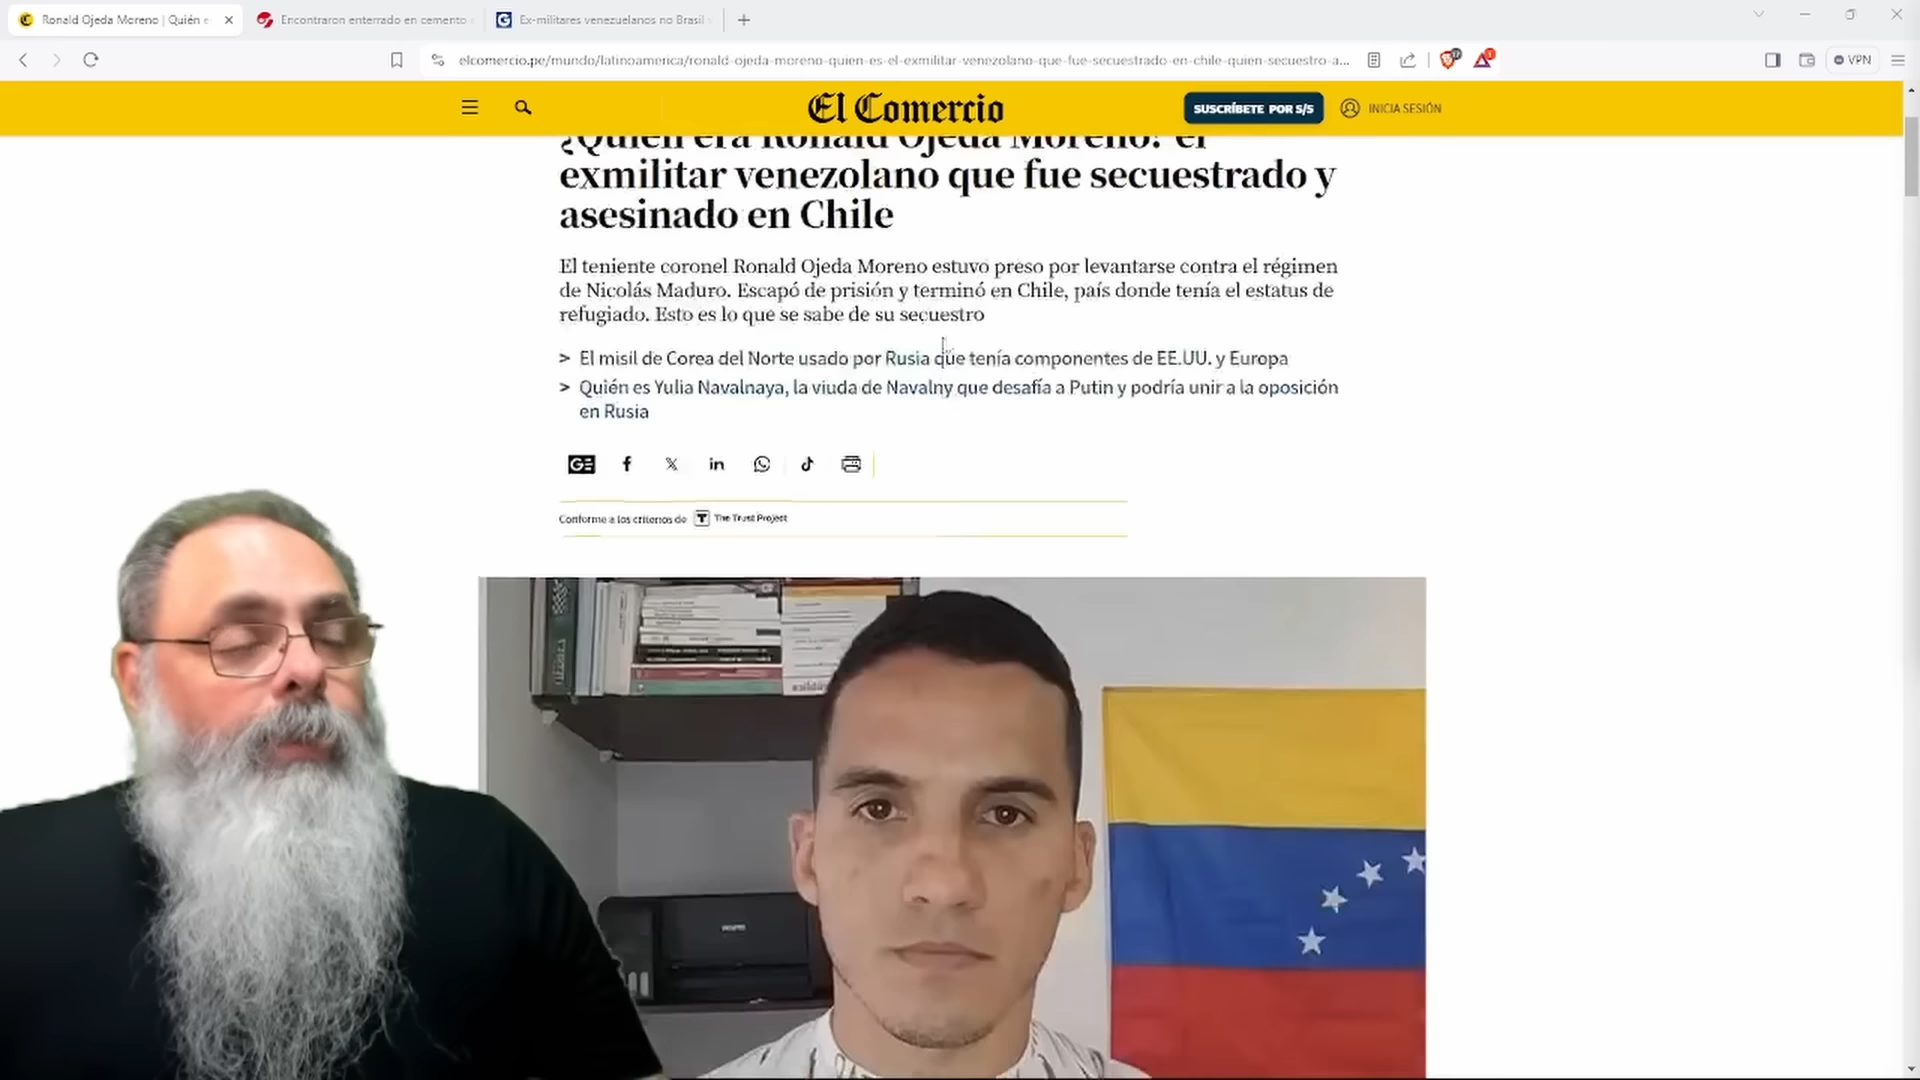 Ronald Ojeda Moreno | Quién e
Encontraron enterrado en cemento
Ex-militares venezuelanos no Brasil
elcomercio.pe/mundo/latinoamerica/ronald-ojeda-moreno-quien-es-el-exmilitar-venezolano-que-fue-secuestrado-en-chile-quien-secuestro-a...
VPN
El Comercio
SUSCRÍBETE POR S/5
INICIA SESIÓN
¿Quién era Ronald Ojeda Moreno? el
exmilitar venezolano que fue secuestrado y
asesinado en Chile
El teniente coronel Ronald Ojeda Moreno estuvo preso por levantarse contra el régimen
de Nicolás Maduro. Escapó de prisión y terminó en Chile, país donde tenía el estatus de
refugiado. Esto es lo que se sabe de su secuestro
> El misil de Corea del Norte usado por Rusia que tenía componentes de EE.UU. y Europa
> Quién es Yulia Navalnaya, la viuda de Navalny que desafía a Putin y podría unir a la oposición
en Rusia
Conforme a los criterios de T The Trust Project